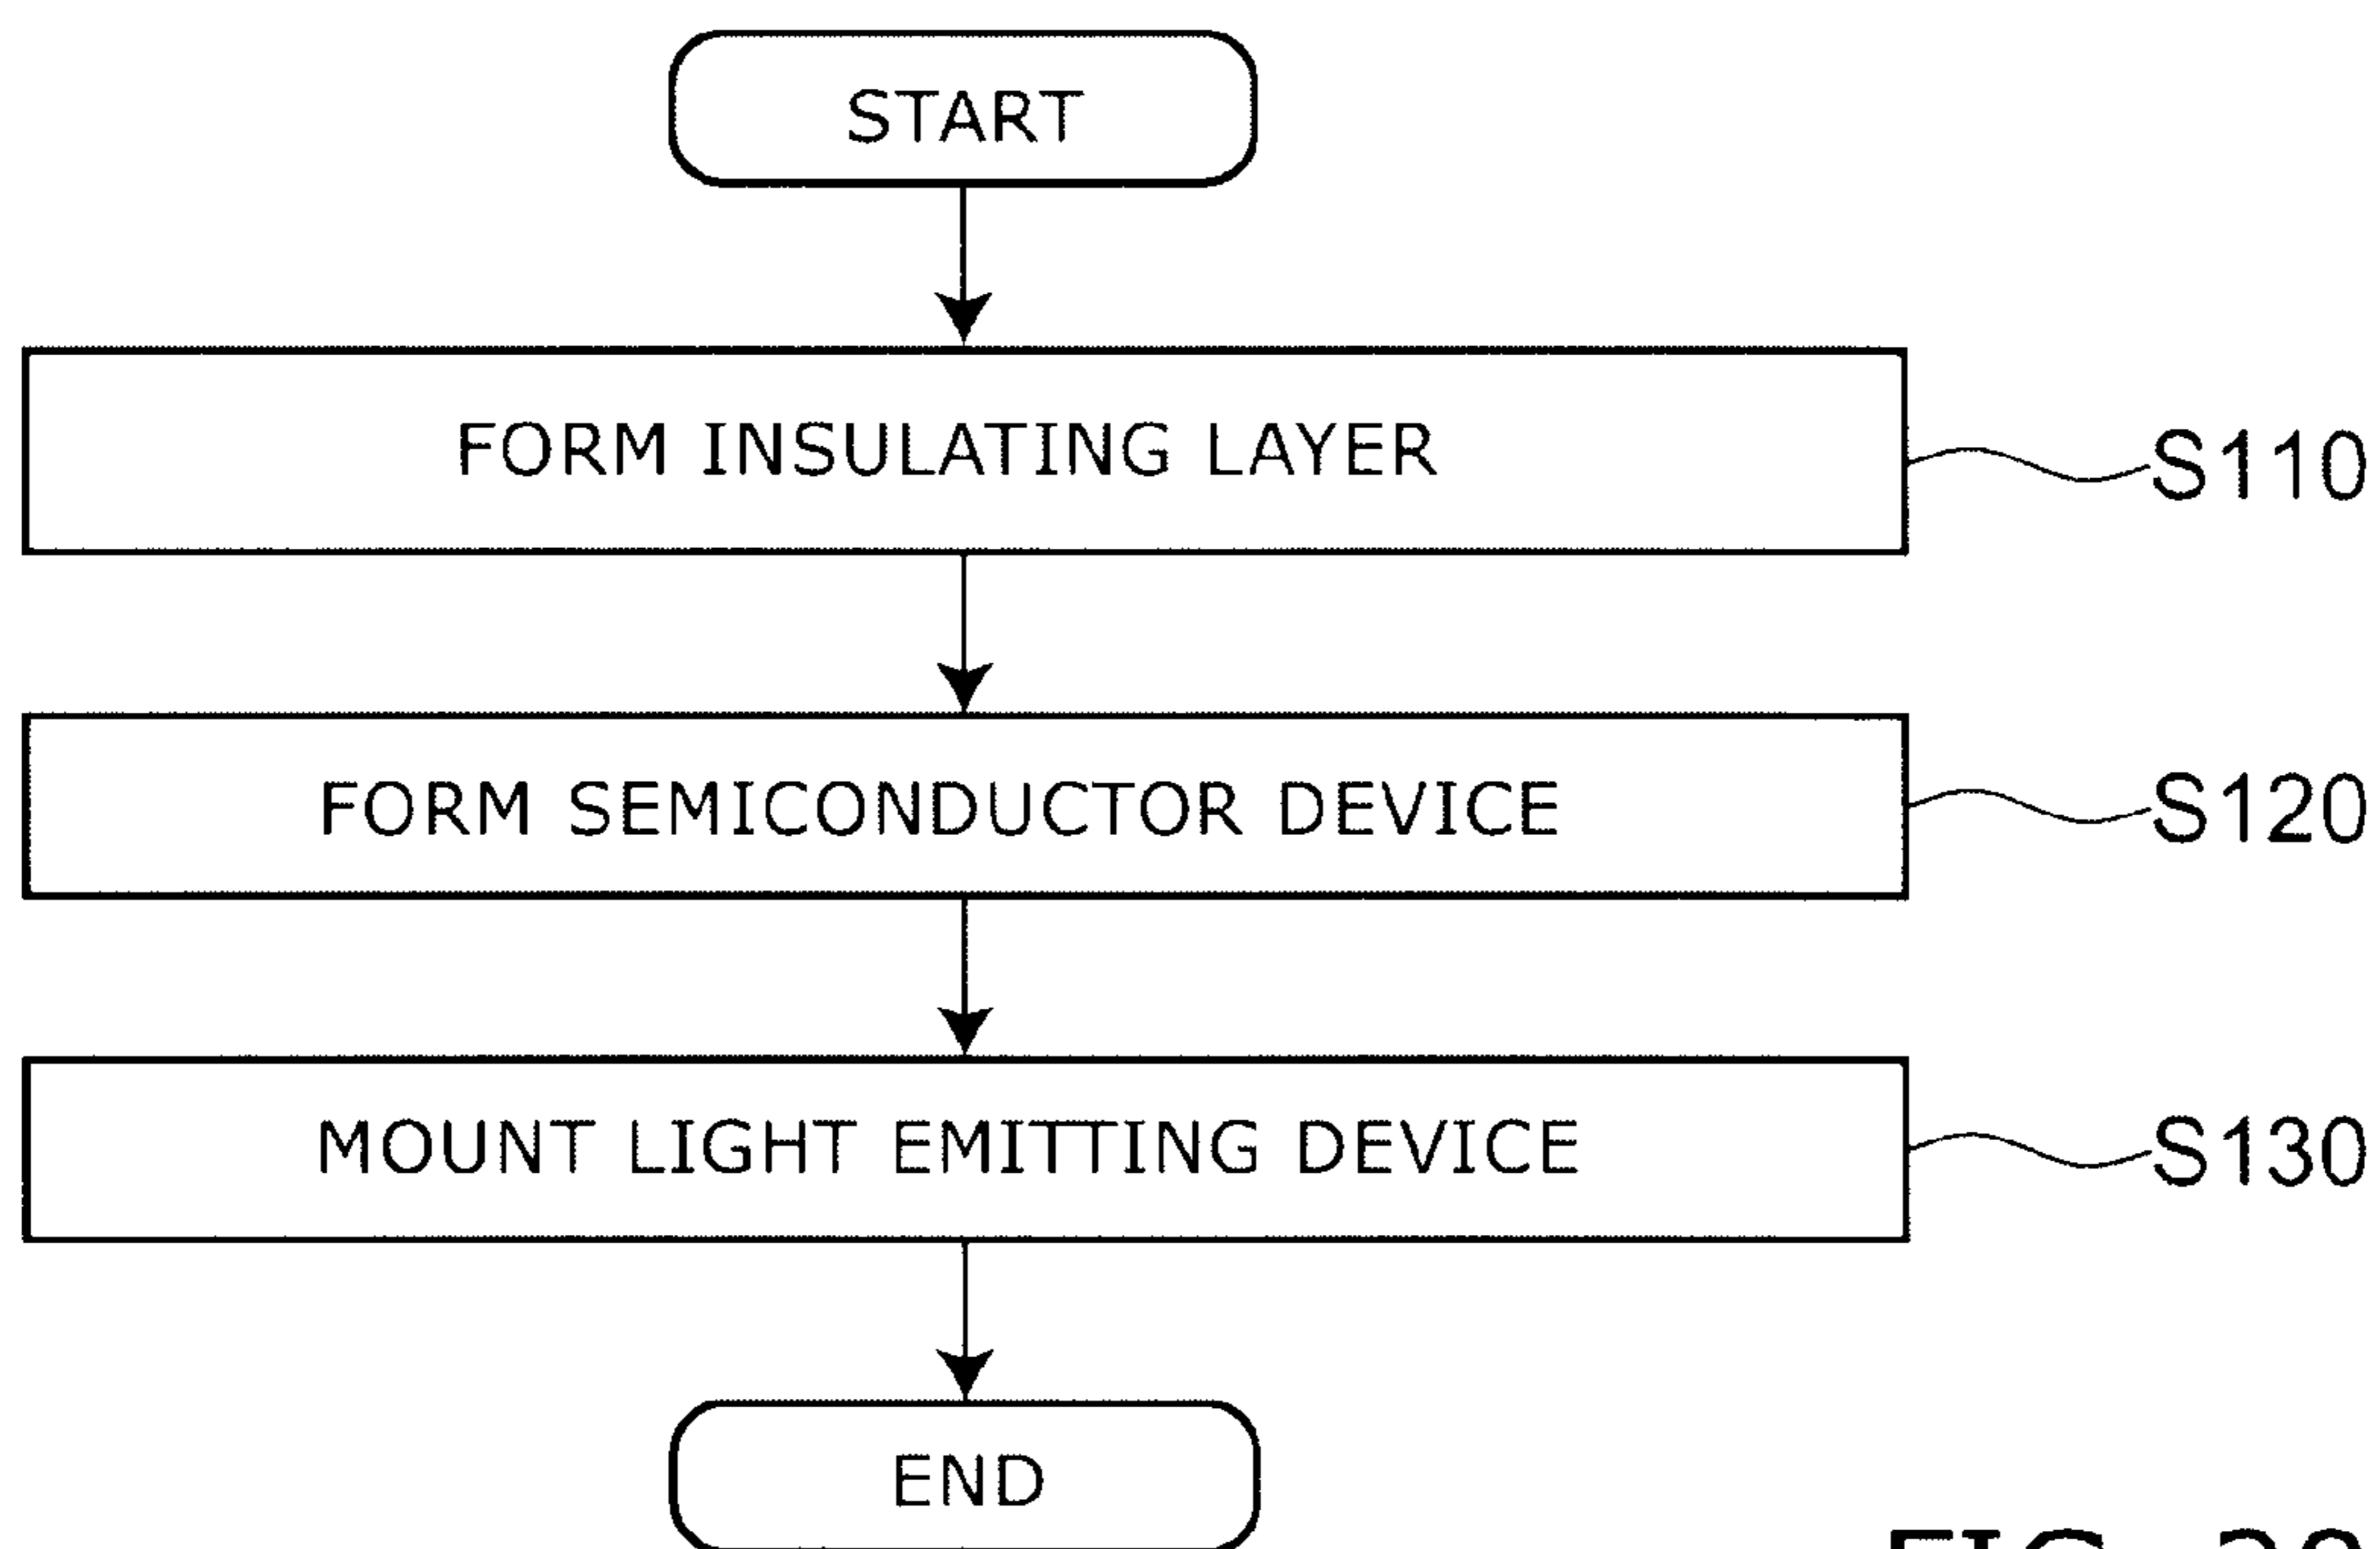 START
FORM INSULATING LAYER
S110
FORM SEMICONDUCTOR DEVICE
S120
MOUNT LIGHT EMITTING DEVICE
S130
END